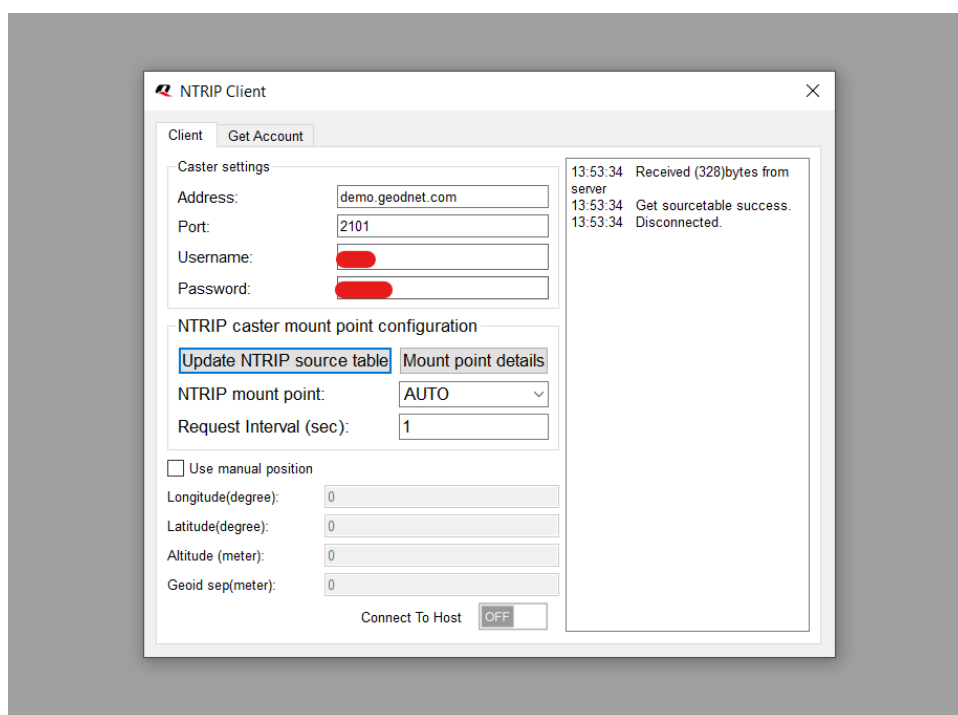 NTRIP Client
Client
Get Account
Caster settings
Address:
demo.geodnet.com
Port:
2101
Username:
Password:
NTRIP caster mount point configuration
Update NTRIP source table
Mount point details
NTRIP mount point:
AUTO
Request Interval (sec):
1
Use manual position
Longitude(degree):
0
Latitude(degree):
0
Altitude (meter):
0
Geoid sep(meter):
0
Connect To Host
OFF
13:53:34 Received (328)bytes from
server
13:53:34 Get sourcetable success.
13:53:34 Disconnected.